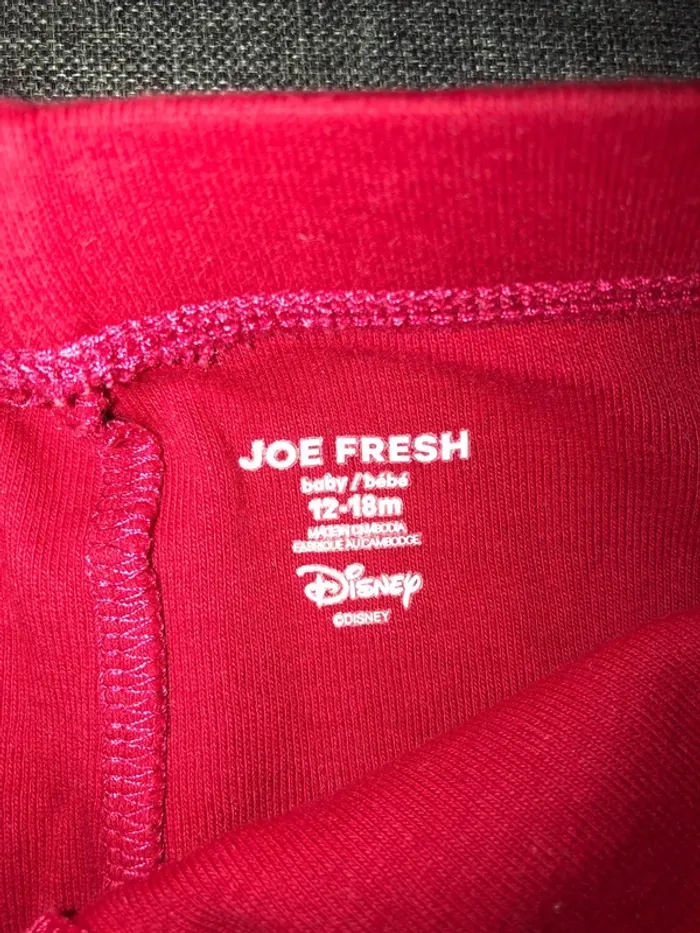 JOE FRESH
baby / bébé
12-18m
MADE IN CAMBODIA
FABRIQUÉ AU CAMBODGE
Disney
©DISNEY